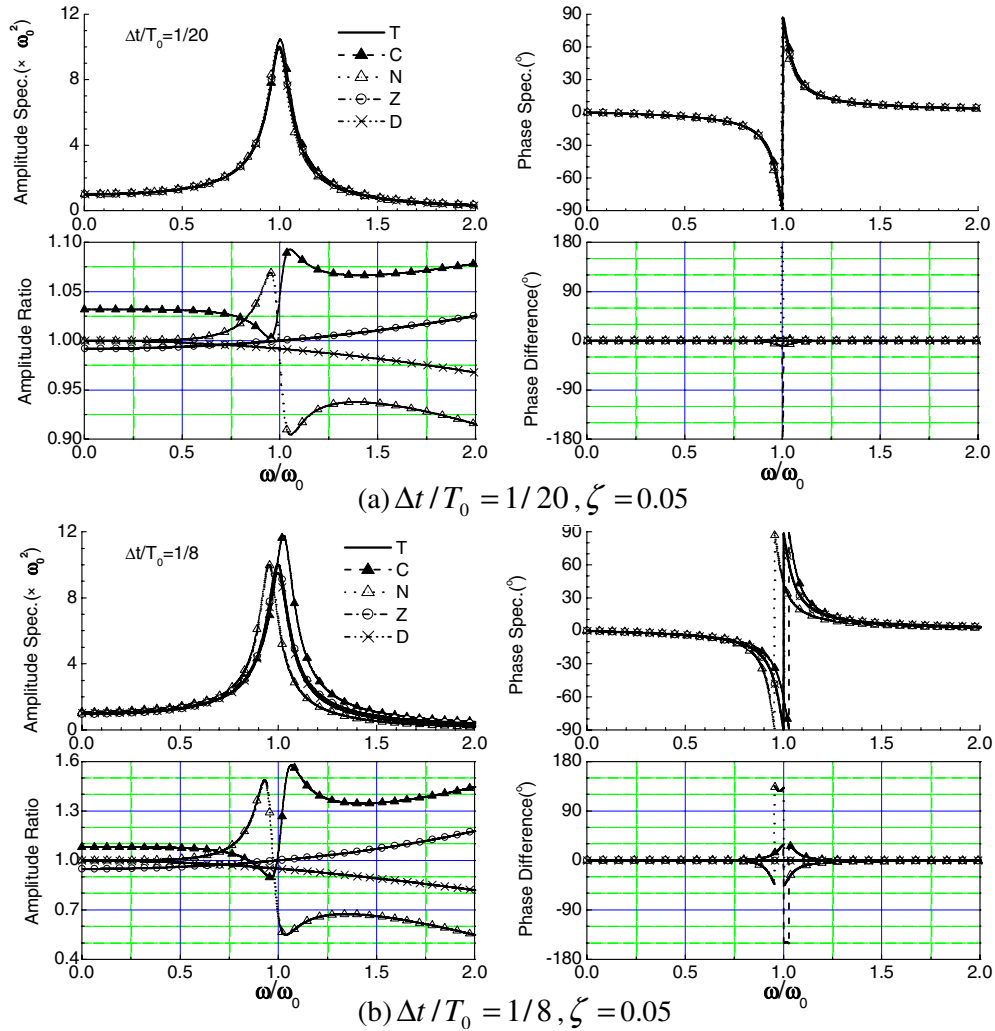 Amplitude Spec.(× ω₀²)
12
8
4
0
Δt/T₀=1/20
T
C
N
Z
D
0.0 0.5 1.0 1.5 2.0
Phase Spec.(°)
90
60
30
0
-30
-60
-90
0.0 0.5 1.0 1.5 2.0
Amplitude Ratio
1.10
1.05
1.00
0.95
0.90
0.0 0.5 1.0 1.5 2.0
ω/ω₀
Phase Difference(°)
180
90
0
-90
-180
0.0 0.5 1.0 1.5 2.0
ω/ω₀
(a) Δt / T₀ = 1/ 20 , ζ = 0.05
Amplitude Spec.(× ω₀²)
12
8
4
0
Δt/T₀=1/8
T
C
N
Z
D
0.0 0.5 1.0 1.5 2.0
Phase Spec.(°)
90
60
30
0
-30
-60
-90
0.0 0.5 1.0 1.5 2.0
Amplitude Ratio
1.6
1.3
1.0
0.7
0.4
0.0 0.5 1.0 1.5 2.0
ω/ω₀
Phase Difference(°)
180
90
0
-90
-180
0.0 0.5 1.0 1.5 2.0
ω/ω₀
(b) Δt / T₀ = 1/8 , ζ = 0.05